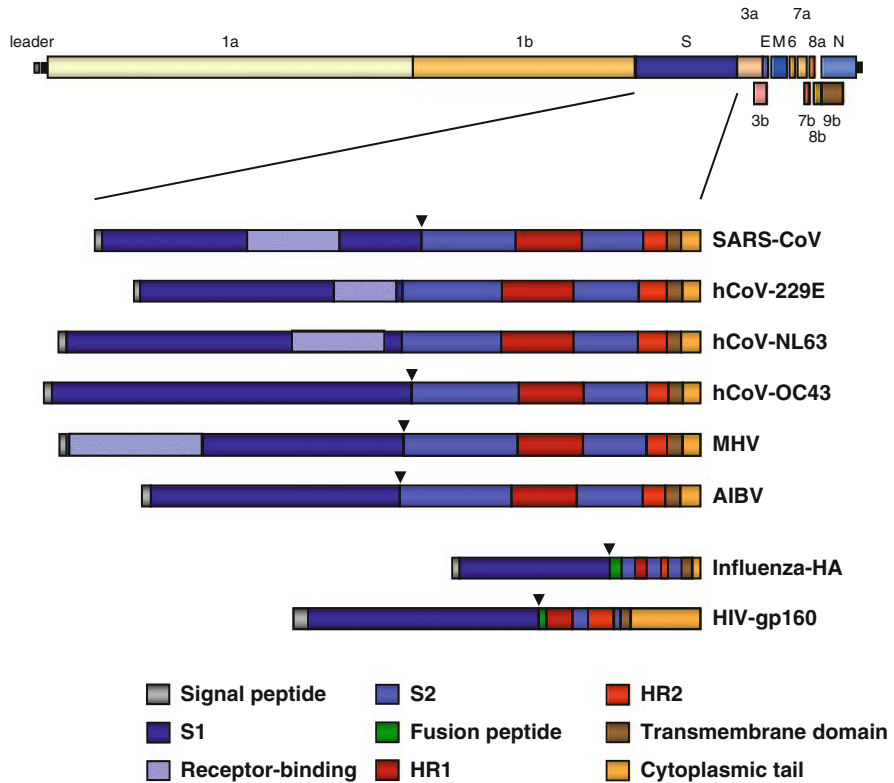 3a 7a
leader 1a 1b S E M 6 8a N
3b 7b 9b
8b
SARS-CoV
hCoV-229E
hCoV-NL63
hCoV-OC43
MHV
AIBV
Influenza-HA
HIV-gp160
Signal peptide S2 HR2
S1 Fusion peptide Transmembrane domain
Receptor-binding HR1 Cytoplasmic tail